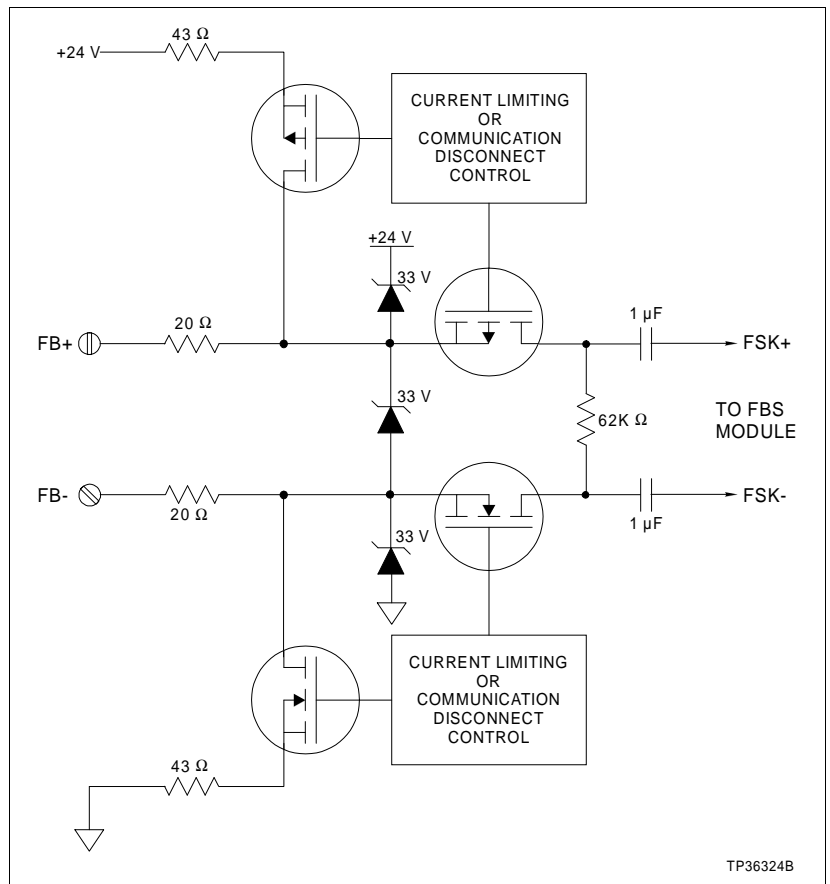 43 Ω
+24 V
CURRENT LIMITING
OR
COMMUNICATION
DISCONNECT
CONTROL
+24 V
33 V
1 µF
20 Ω
FB+
FSK+
33 V
62K Ω
TO FBS
MODULE
FB-
FSK-
20 Ω
1 µF
33 V
CURRENT LIMITING
OR
COMMUNICATION
DISCONNECT
CONTROL
43 Ω
TP36324B